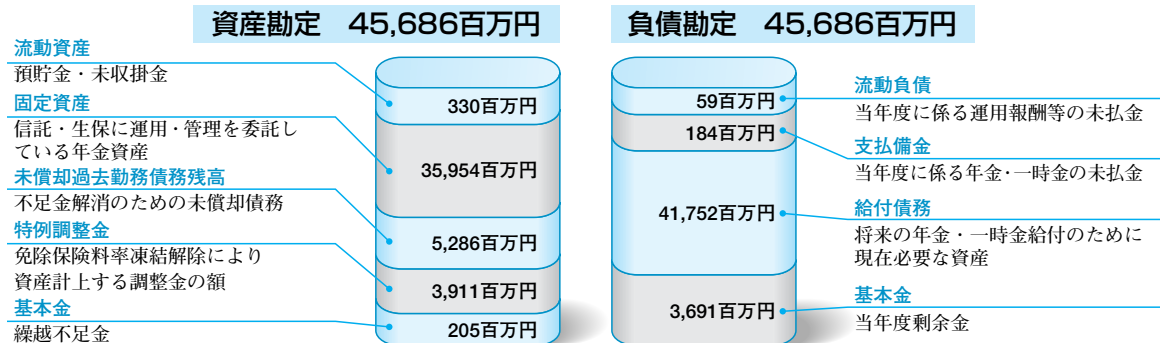 資産勘定 45,686百万円
流動資産
預貯金・未収掛金
固定資産
信託・生保に運用・管理を委託し
ている年金資産
未償却過去勤務債務残高
不足金解消のための未償却債務
特例調整金
免除保険料率凍結解除により
資産計上する調整金の額
基本金
繰越不足金
330百万円
35,954百万円
5,286百万円
3,911百万円
205百万円
負債勘定 45,686百万円
59百万円
184百万円
41,752百万円
3,691百万円
流動負債
当年度に係る運用報酬等の未払金
支払備金
当年度に係る年金・一時金の未払金
給付債務
将来の年金・一時金給付のために
現在必要な資産
基本金
当年度剰余金